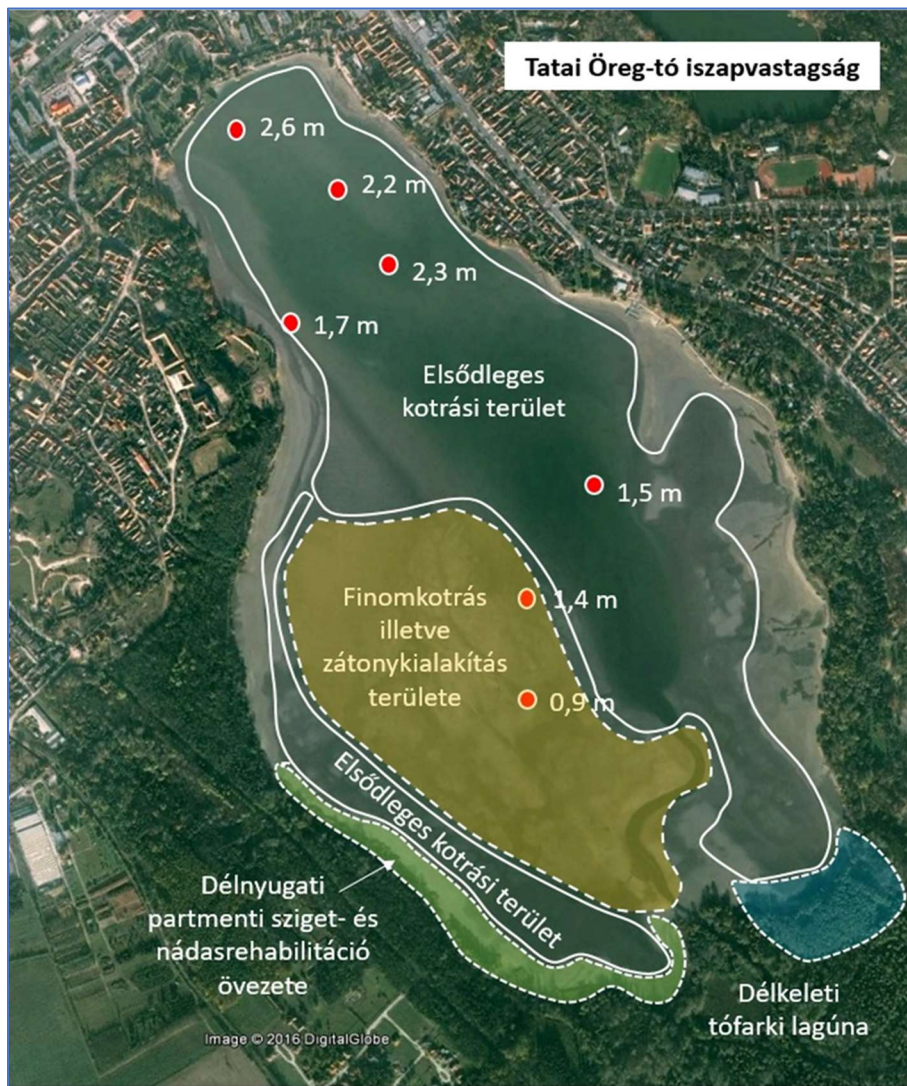 Tatai Öreg-tó iszapvastagság
2,6 m
2,2 m
2,3 m
1,7 m
Elsődleges
kotrási terület
1,5 m
Finomkotrás
illetve
zátonykialakítás
területe
1,4 m
0,9 m
Elsődleges kotrási terület
Délnyugati
partmenti sziget- és
nádasrehabilitáció
övezete
Délkeleti
tófarki lagúna
Image © 2016 DigitalGlobe